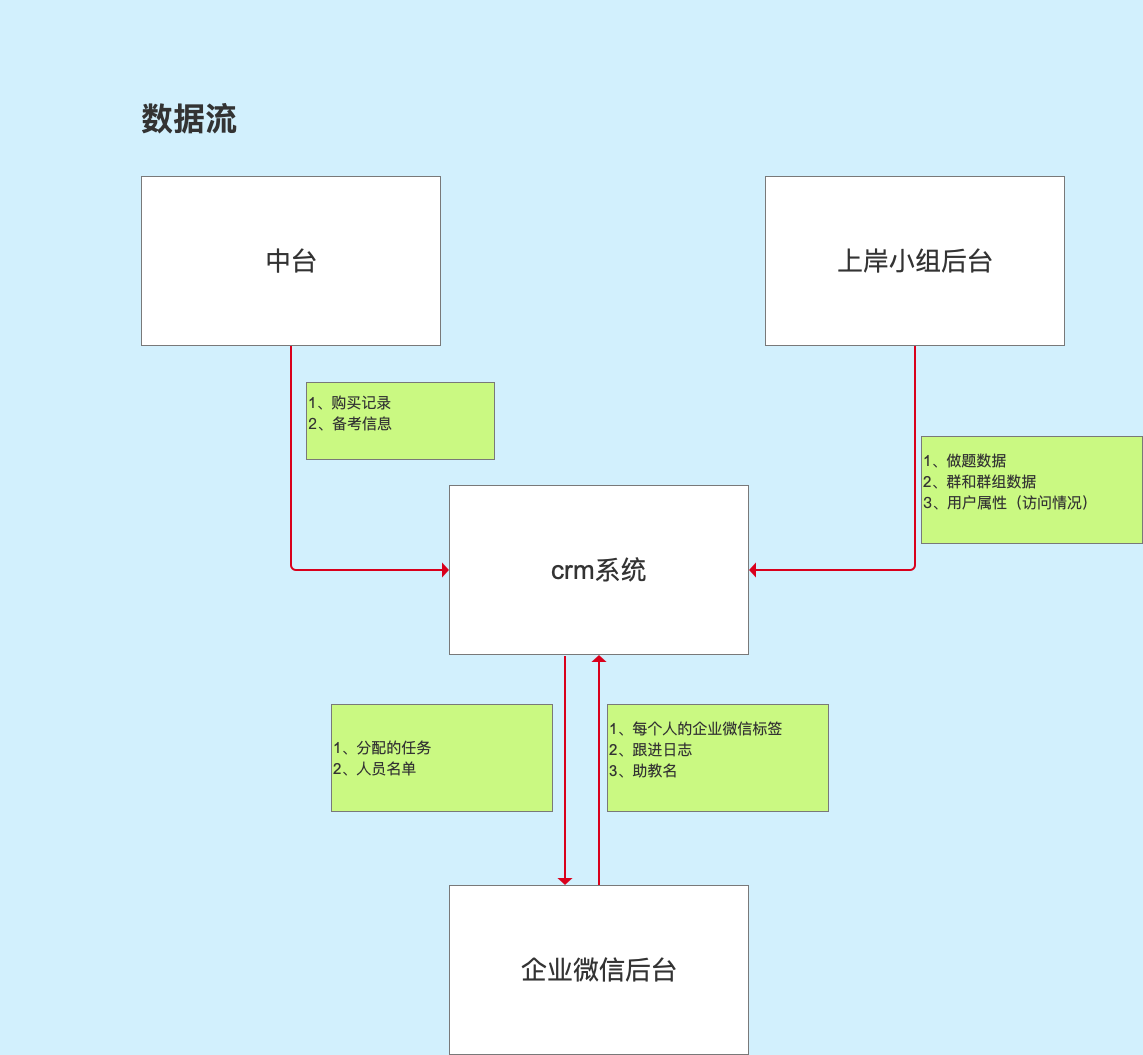 数据流
中台
上岸小组后台
1、购买记录
2、备考信息
1、做题数据
2、群和群组数据
3、用户属性（访问情况）
crm系统
1、分配的任务
2、人员名单
1、每个人的企业微信标签
2、跟进日志
3、助教名
企业微信后台